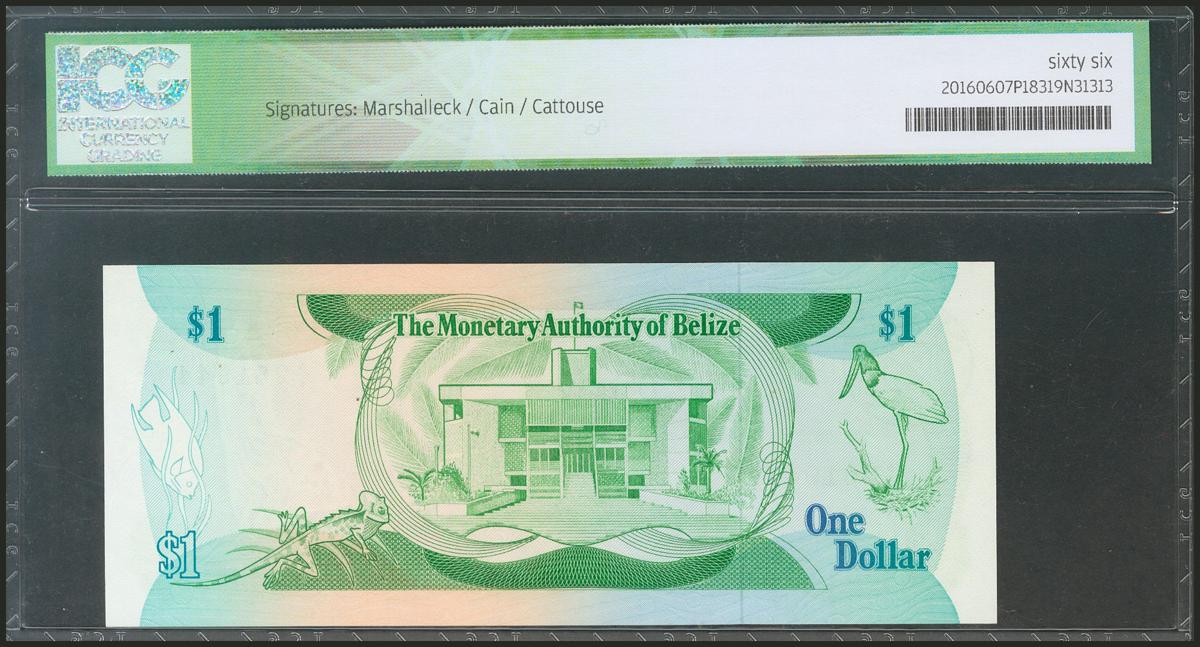 ICG
INTERNATIONAL
CURRENCY
GRADING
Signatures: Marshalleck / Cain / Cattouse
sixty six
20160607P18319N31313
$1
The Monetary Authority of Belize
$1
$1
One
Dollar